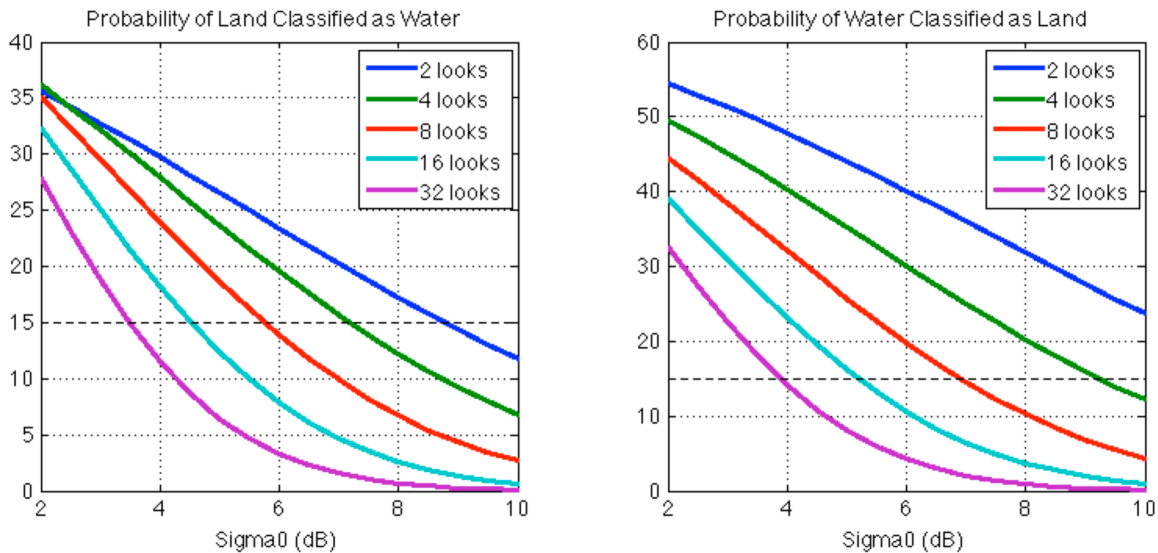 Probability of Land Classified as Water
40
35
30
25
20
15
10
5
0
2 looks
4 looks
8 looks
16 looks
32 looks
2 4 6 8 10
Sigma0 (dB)
Probability of Water Classified as Land
60
50
40
30
20
10
0
2 looks
4 looks
8 looks
16 looks
32 looks
2 4 6 8 10
Sigma0 (dB)